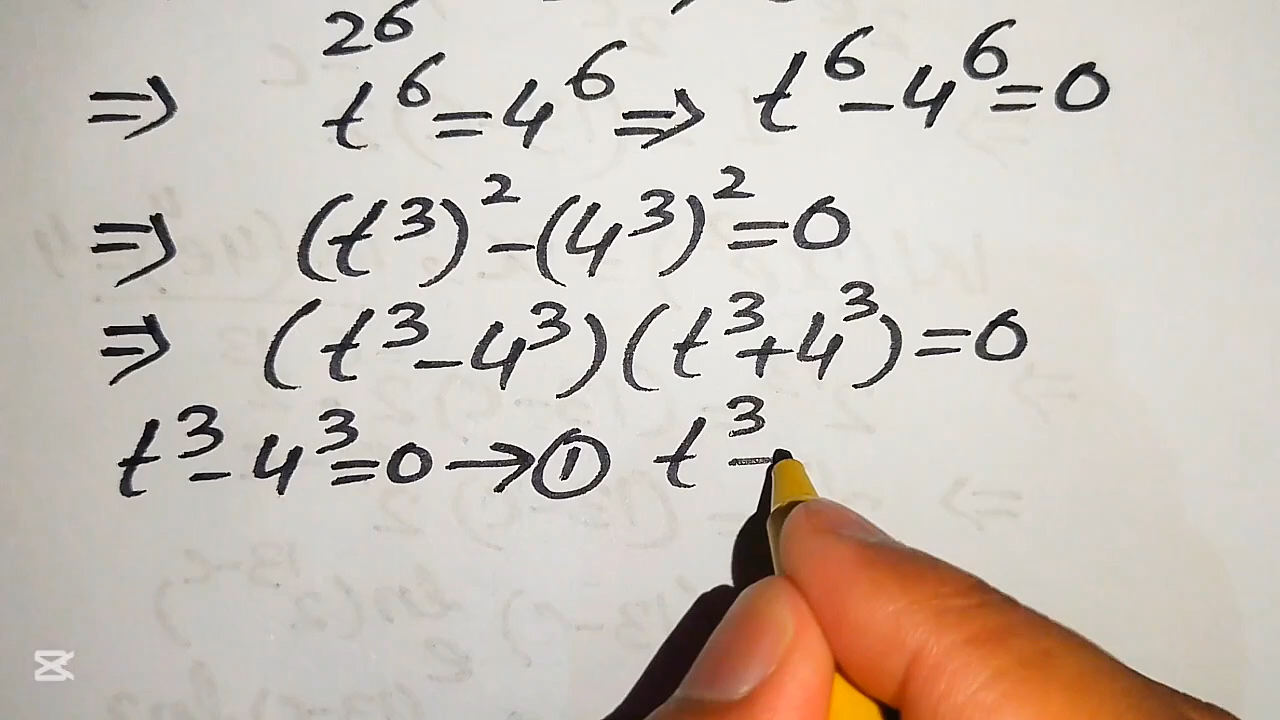 2⁶
⇒ t⁶ = 4⁶ ⇒ t⁶ - 4⁶ = 0
⇒ (t³)² - (4³)² = 0
⇒ (t³ - 4³)(t³ + 4³) = 0
t³ - 4³ = 0 → ① t³ -